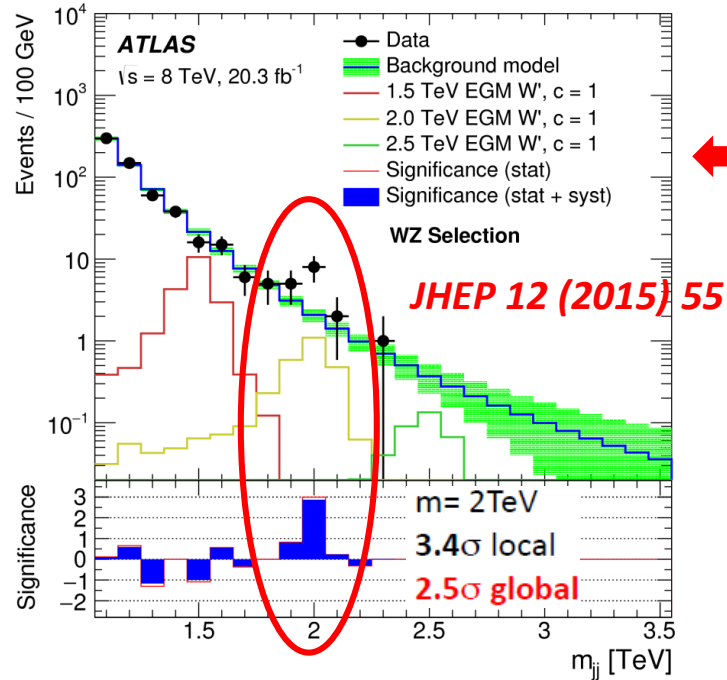 ATLAS
√s = 8 TeV, 20.3 fb⁻¹
Data
Background model
1.5 TeV EGM W', c = 1
2.0 TeV EGM W', c = 1
2.5 TeV EGM W', c = 1
Significance (stat)
Significance (stat + syst)
WZ Selection
JHEP 12 (2015) 55
Events / 100 GeV
10⁴
10³
10²
10
1
10⁻¹
m= 2TeV
3.4σ local
2.5σ global
Significance
3
2
1
0
−1
−2
1.5 2 2.5 3 3.5
m_jj [TeV]